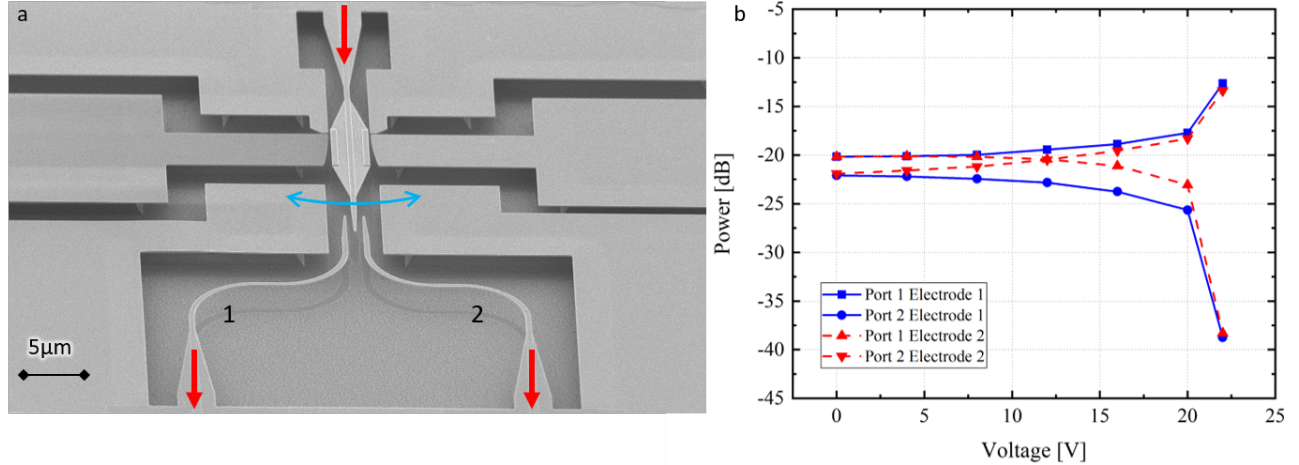 a
1
2
5μm
b
-5
-10
-15
-20
-25
-30
-35
-40
-45
Power [dB]
Port 1 Electrode 1
Port 2 Electrode 1
Port 1 Electrode 2
Port 2 Electrode 2
0 5 10 15 20 25
Voltage [V]